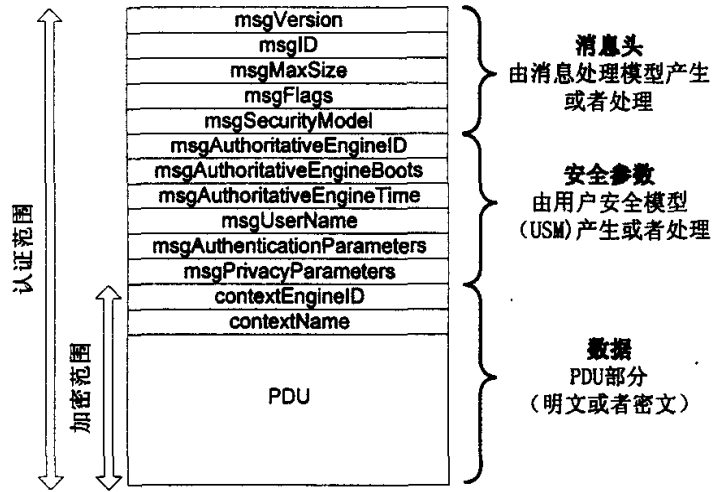 msgVersion
msgID
msgMaxSize
msgFlags
msgSecurityModel
msgAuthoritativeEngineID
msgAuthoritativeEngineBoots
msgAuthoritativeEngineTime
msgUserName
msgAuthenticationParameters
msgPrivacyParameters
contextEngineID
contextName
PDU
认证范围
加密范围
消息头
由消息处理模型产生
或者处理
安全参数
由用户安全模型
(USM)产生或者处理
数据
PDU部分
(明文或者密文)